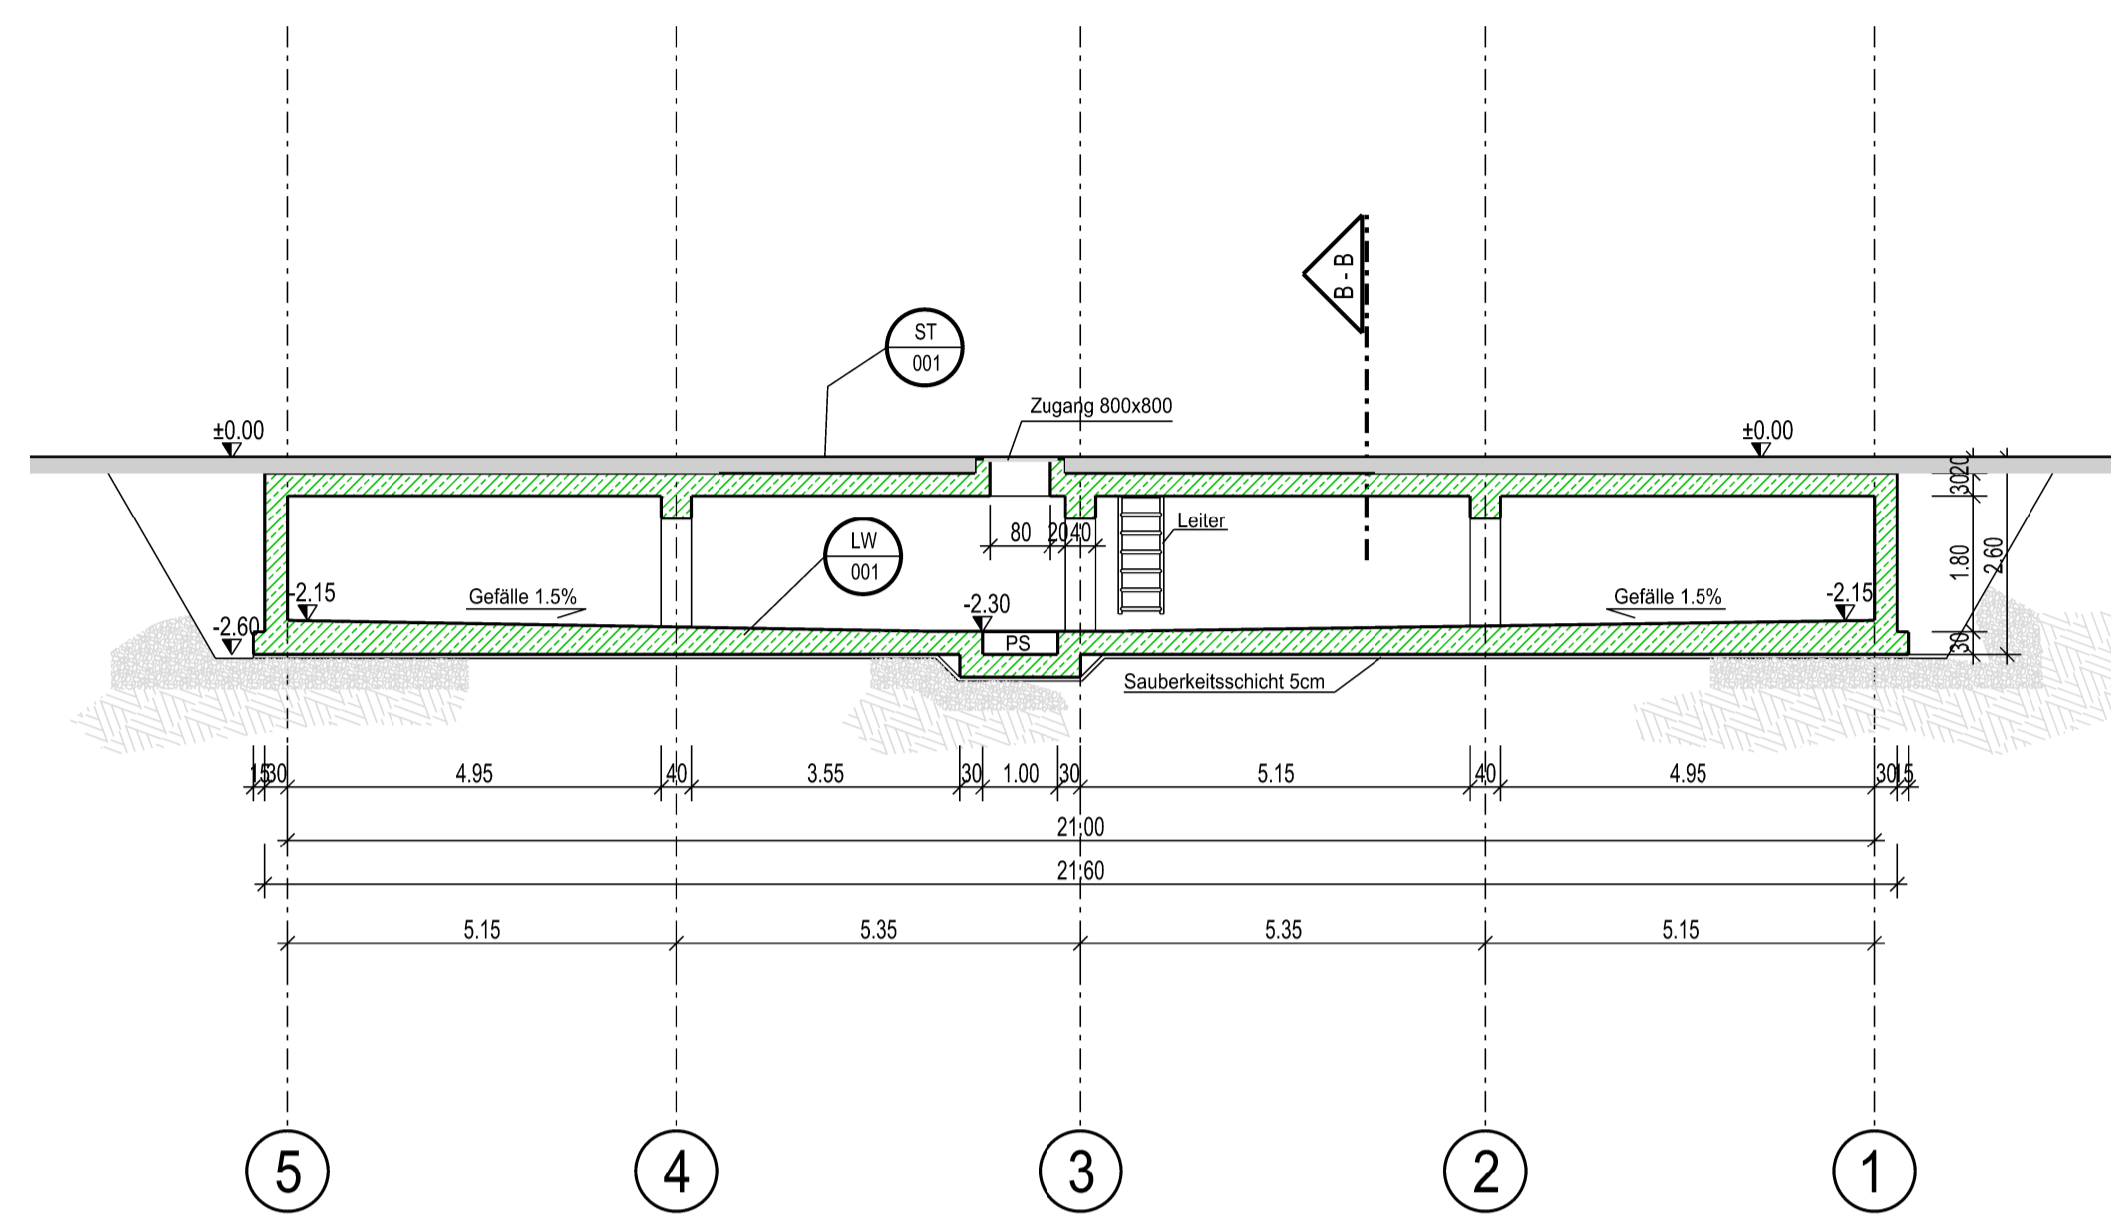 B - B
ST
001
Zugang 800x800
±0.00
±0.00
20
30
80
20
40
Leiter
LW
001
1.80
2.60
-2.15
Gefälle 1.5%
-2.30
Gefälle 1.5%
-2.15
-2.60
PS
30
Sauberkeitsschicht 5cm
15 30 4.95 40 3.55 30 1.00 30 5.15 40 4.95 30 15
21.00
21.60
5.15 5.35 5.35 5.15
5 4 3 2 1